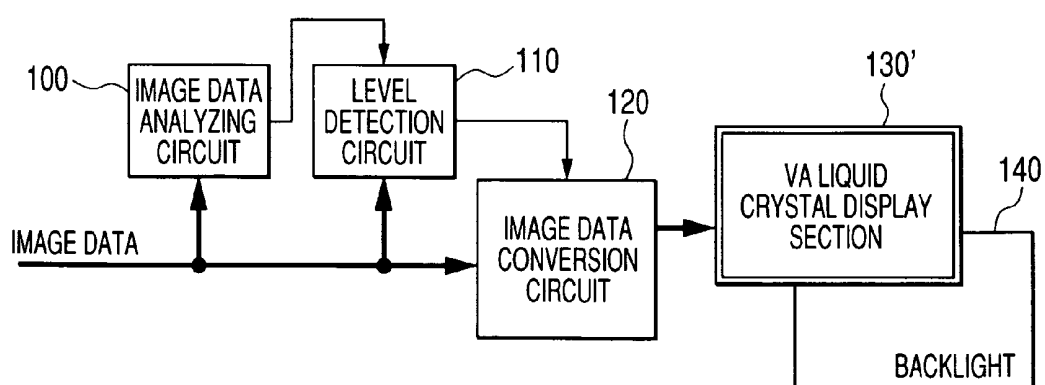 100
IMAGE DATA
ANALYZING
CIRCUIT
110
LEVEL
DETECTION
CIRCUIT
120
IMAGE DATA
CONVERSION
CIRCUIT
130'
VA LIQUID
CRYSTAL DISPLAY
SECTION
140
IMAGE DATA
BACKLIGHT